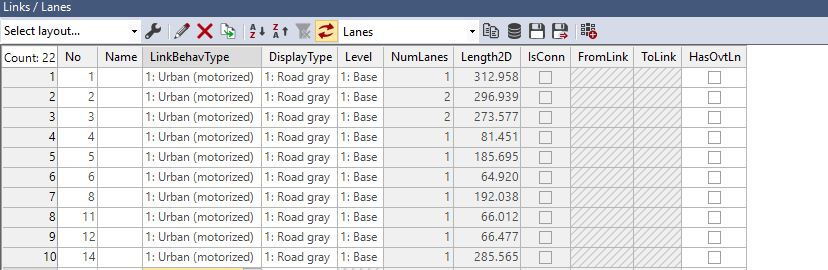 Links / Lanes
Select layout... Lanes
Count: 22 No Name LinkBehavType DisplayType Level NumLanes Length2D IsConn FromLink ToLink HasOvtLn
1 1 1: Urban (motorized) 1: Road gray 1: Base 1 312.958
2 2 1: Urban (motorized) 1: Road gray 1: Base 2 296.939
3 3 1: Urban (motorized) 1: Road gray 1: Base 2 273.577
4 4 1: Urban (motorized) 1: Road gray 1: Base 1 81.451
5 5 1: Urban (motorized) 1: Road gray 1: Base 1 185.695
6 6 1: Urban (motorized) 1: Road gray 1: Base 1 64.920
7 8 1: Urban (motorized) 1: Road gray 1: Base 1 192.038
8 11 1: Urban (motorized) 1: Road gray 1: Base 1 66.012
9 12 1: Urban (motorized) 1: Road gray 1: Base 1 66.477
10 14 1: Urban (motorized) 1: Road gray 1: Base 1 285.565